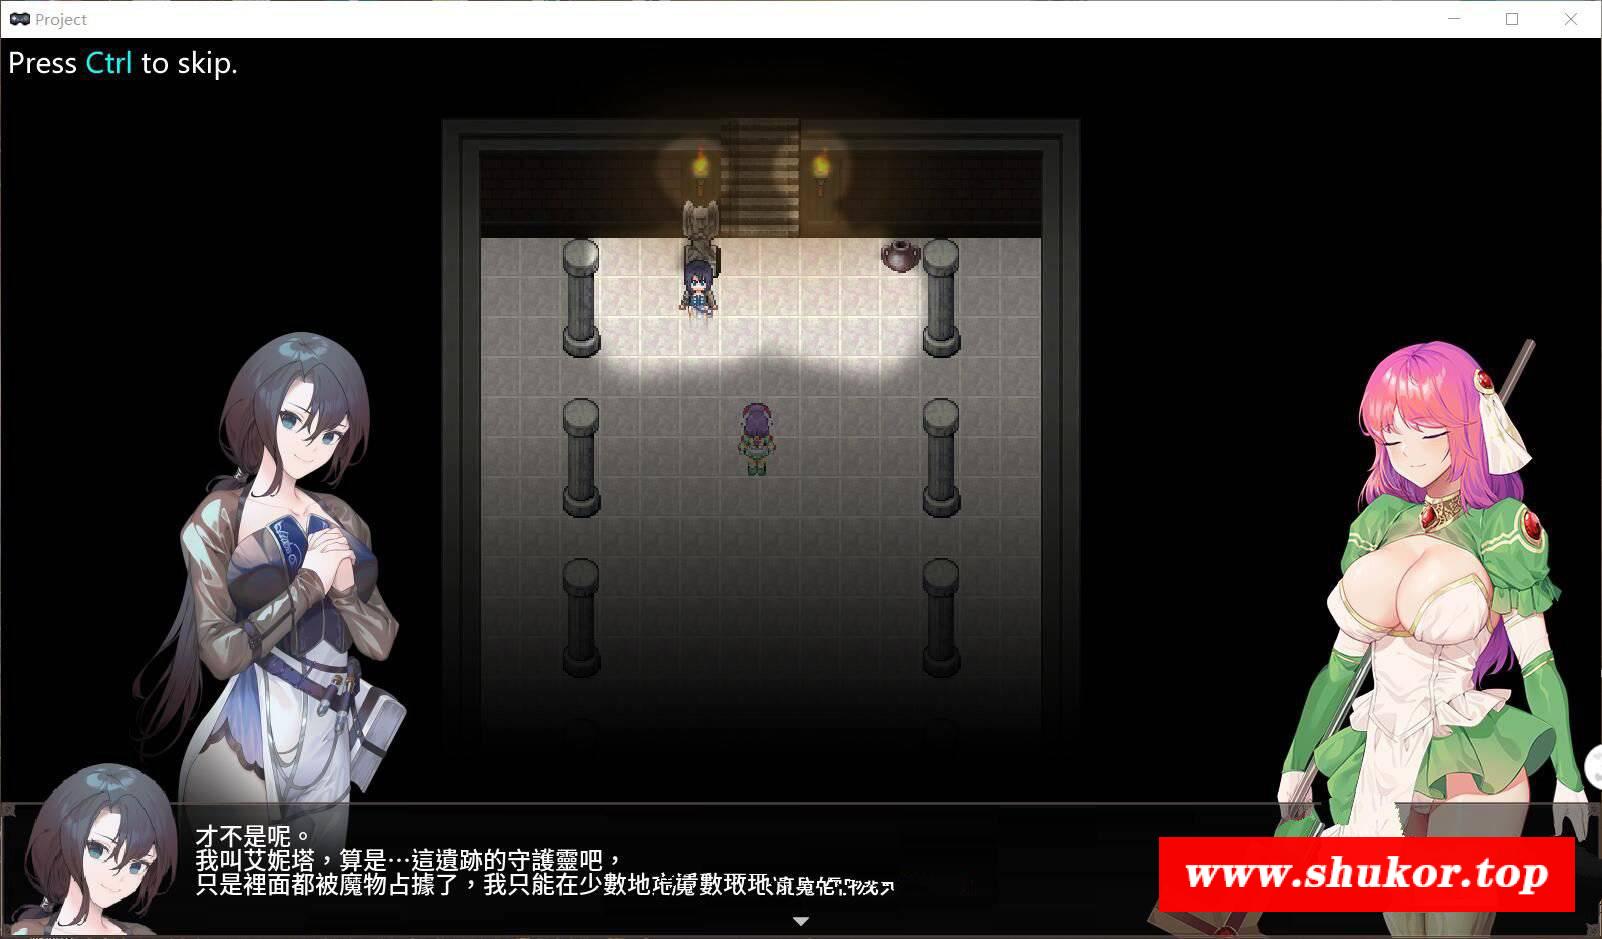 Project
Press Ctrl to skip.
才不是呢。
我叫艾妮塔，算是…這遺跡的守護靈吧，
只是裡面都被魔物占據了，我只能在少數地
www.shukor.top